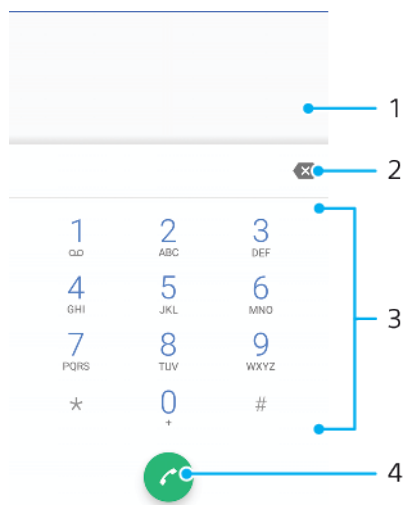 1
2
1 2 3
ABC DEF
4 5 6
GHI JKL MNO
3
7 8 9
PQRS TUV WXYZ
* 0 #
+
4